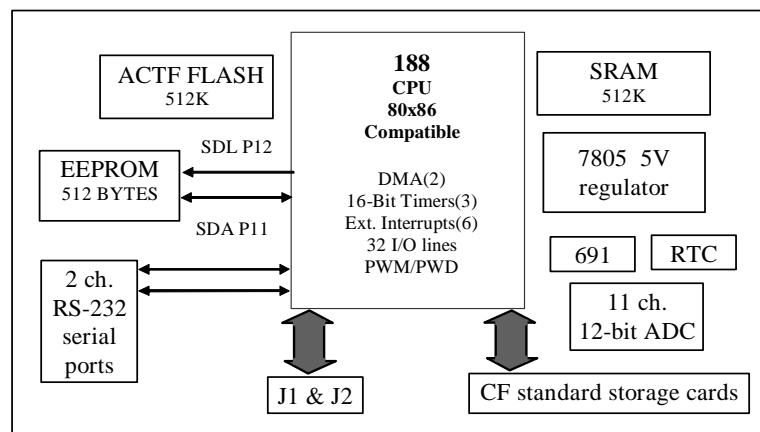 188
CPU
80x86
Compatible
DMA(2)
16-Bit Timers(3)
Ext. Interrupts(6)
32 I/O lines
PWM/PWD
ACTF FLASH
512K
SDL P12
EEPROM
512 BYTES
SDA P11
2 ch.
RS-232
serial
ports
SRAM
512K
7805 5V
regulator
691
RTC
11 ch.
12-bit ADC
J1 & J2
CF standard storage cards